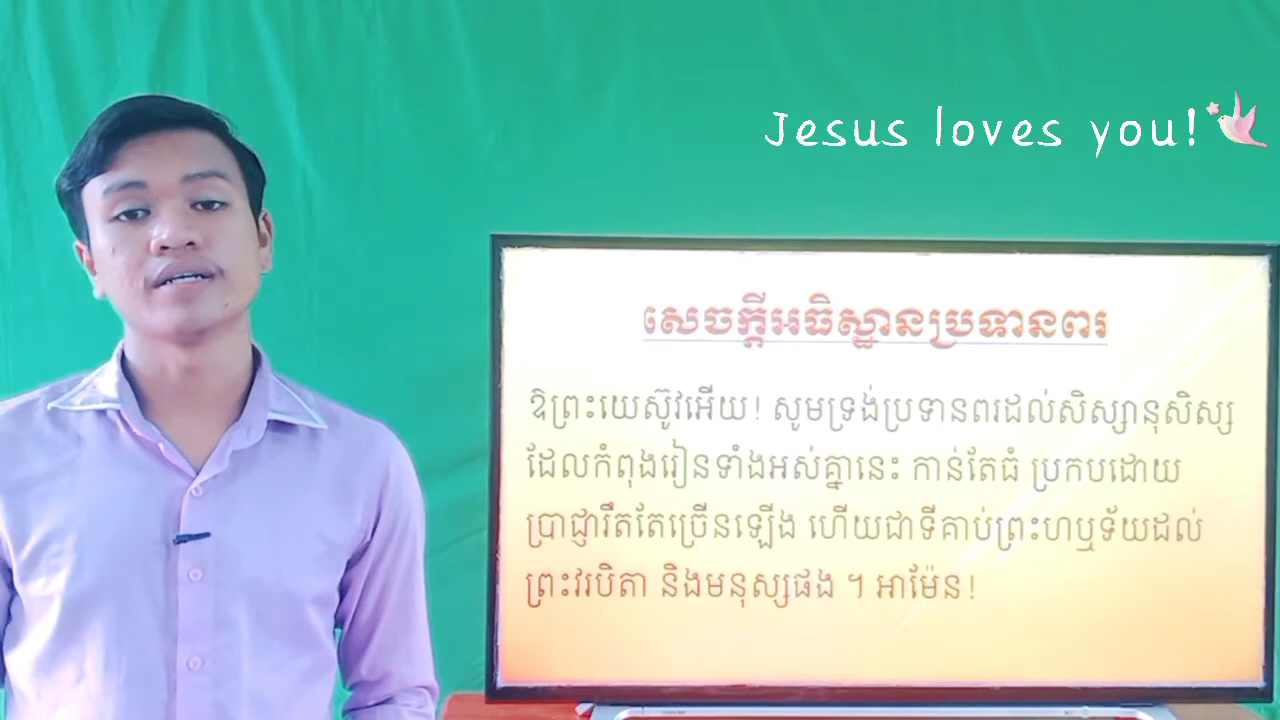 Jesus loves you!
សេចក្ដីអធិស្ឋានប្រទានពរ
ឱព្រះយេស៊ូវអើយ! សូមទ្រង់ប្រទានពរដល់សិស្សានុសិស្ស
ដែលកំពុងរៀនទាំងអស់គ្នានេះ កាន់តែធំ ប្រកបដោយ
ប្រាជ្ញារឹតតែច្រើនឡើង ហើយជាទីគាប់ព្រះហឬទ័យដល់
ព្រះវរបិតា និងមនុស្សផង ។ អាម៉ែន!